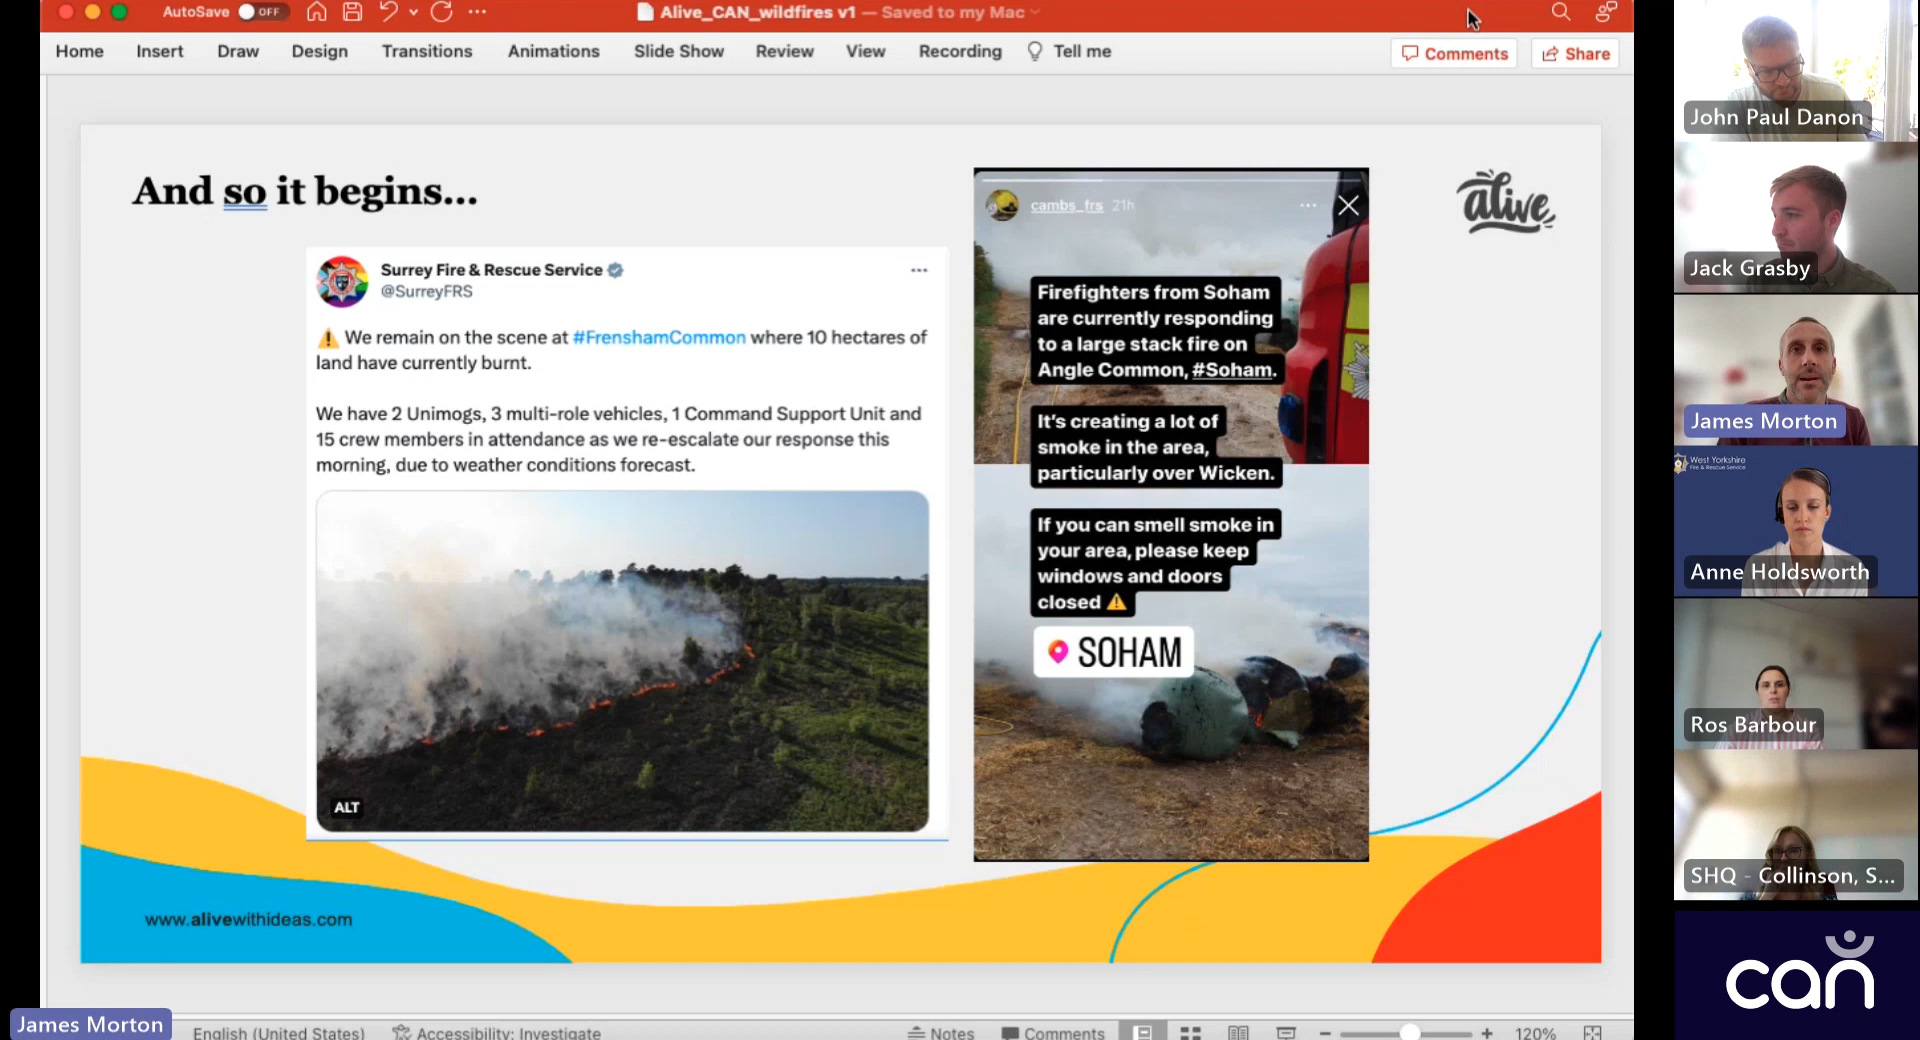 AutoSave OFF
Alive_CAN_wildfires v1 — Saved to my Mac
Home Insert Draw Design Transitions Animations Slide Show Review View Recording Tell me
Comments Share
And so it begins...
alive
Surrey Fire & Rescue Service
@SurreyFRS
⚠️ We remain on the scene at #FrenshamCommon where 10 hectares of
land have currently burnt.
We have 2 Unimogs, 3 multi-role vehicles, 1 Command Support Unit and
15 crew members in attendance as we re-escalate our response this
morning, due to weather conditions forecast.
ALT
cambs_frs 21h
Firefighters from Soham
are currently responding
to a large stack fire on
Angle Common, #Soham.
It's creating a lot of
smoke in the area,
particularly over Wicken.
If you can smell smoke in
your area, please keep
windows and doors
closed ⚠️
SOHAM
www.alivewithideas.com
James Morton
English (United States) Accessibility: Investigate
Notes Comments 120%
John Paul Danon
Jack Grasby
James Morton
West Yorkshire
Fire & Rescue Service
Anne Holdsworth
Ros Barbour
SHQ - Collinson, S...
can